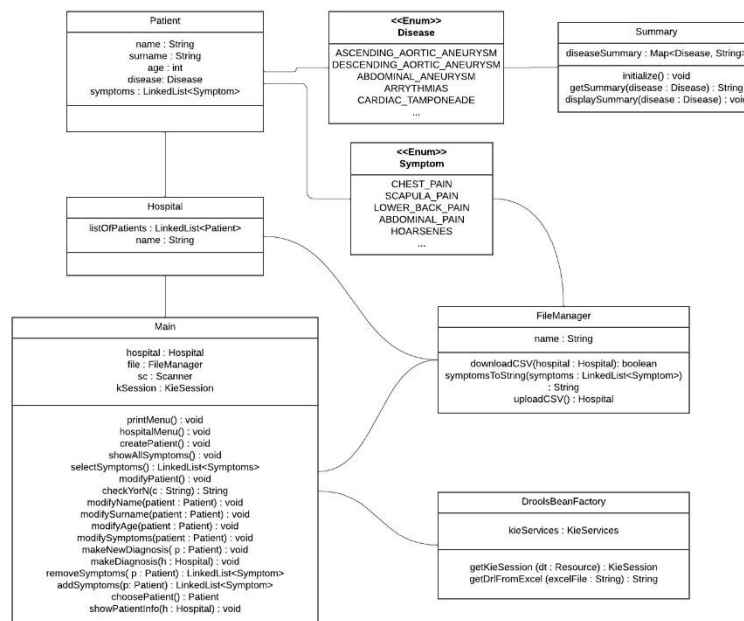 Patient
name : String
surname : String
age : int
disease: Disease
symptoms : LinkedList<Symptom>
<<Enum>>
Disease
ASCENDING_AORTIC_ANEURYSM
DESCENDING_AORTIC_ANEURYSM
ABDOMINAL_ANEURYSM
ARRYTHMIAS
CARDIAC_TAMPONEADE
...
Summary
diseaseSummary : Map<Disease, String>
initialize() : void
getSummary(disease : Disease) : String
displaySummary(disease : Disease) : void
<<Enum>>
Symptom
CHEST_PAIN
SCAPULA_PAIN
LOWER_BACK_PAIN
ABDOMINAL_PAIN
HOARSENES
...
Hospital
listOfPatients : LinkedList<Patient>
name : String
Main
hospital : Hospital
file : FileManager
sc : Scanner
kSession : KieSession
printMenu() : void
hospitalMenu() : void
createPatient() : void
showAllSymptoms() : void
selectSymptoms() : LinkedList<Symptoms>
modifyPatient() : void
checkYorN(c : String) : String
modifyName(patient : Patient) : void
modifySurname(patient : Patient) : void
modifyAge(patient : Patient) : void
modifySymptoms(patient : Patient) : void
makeNewDiagnosis( p : Patient) : void
makeDiagnosis(h : Hospital) : void
removeSymptoms( p : Patient) : LinkedList<Symptom>
addSymptoms(p: Patient) : LinkedList<Symptom>
choosePatient() : Patient
showPatientInfo(h : Hospital) : void
FileManager
name : String
downloadCSV(hospital : Hospital): boolean
symptomsToString(symptoms : LinkedList<Symptom>)
: String
uploadCSV() : Hospital
DroolsBeanFactory
kieServices : KieServices
getKieSession (dt : Resource) : KieSession
getDrlFromExcel (excelFile : String) : String